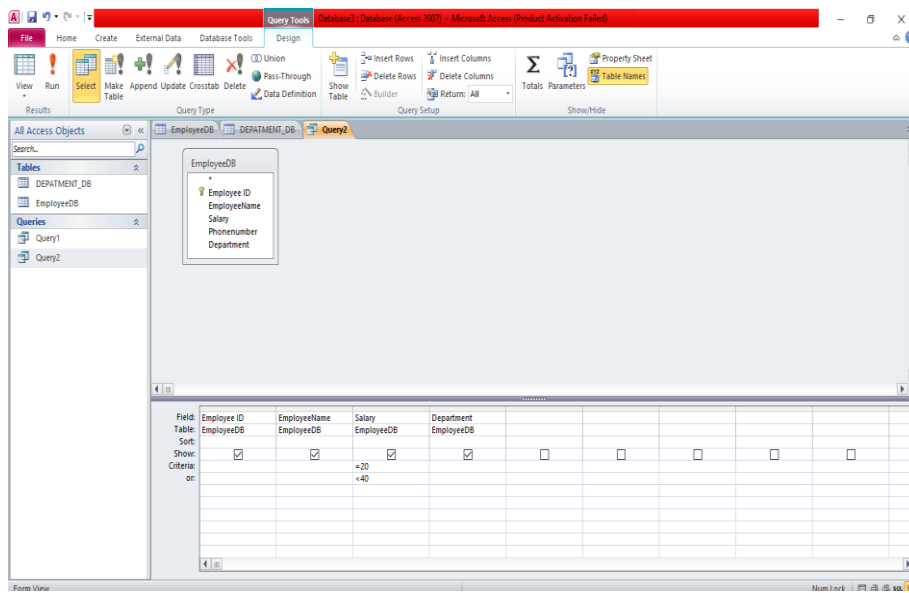 Query Tools Database3 : Database (Access 2007) - Microsoft Access (Product Activation Failed)
File Home Create External Data Database Tools Design
View Run Select Make Table Append Update Crosstab Delete
Union
Pass-Through
Data Definition
Show Table
Insert Rows
Delete Rows
Builder
Insert Columns
Delete Columns
Return: All
Totals Parameters
Property Sheet
Table Names
Results Query Type Query Setup Show/Hide
All Access Objects
Search...
Tables
DEPATMENT_DB
EmployeeDB
Queries
Query1
Query2
EmployeeDB DEPATMENT_DB Query2
EmployeeDB
*
Employee ID
EmployeeName
Salary
Phonenumber
Department
Field: Employee ID EmployeeName Salary Department
Table: EmployeeDB EmployeeDB EmployeeDB EmployeeDB
Sort:
Show:
Criteria: =20
or: <40
Form View Num Lock SQL